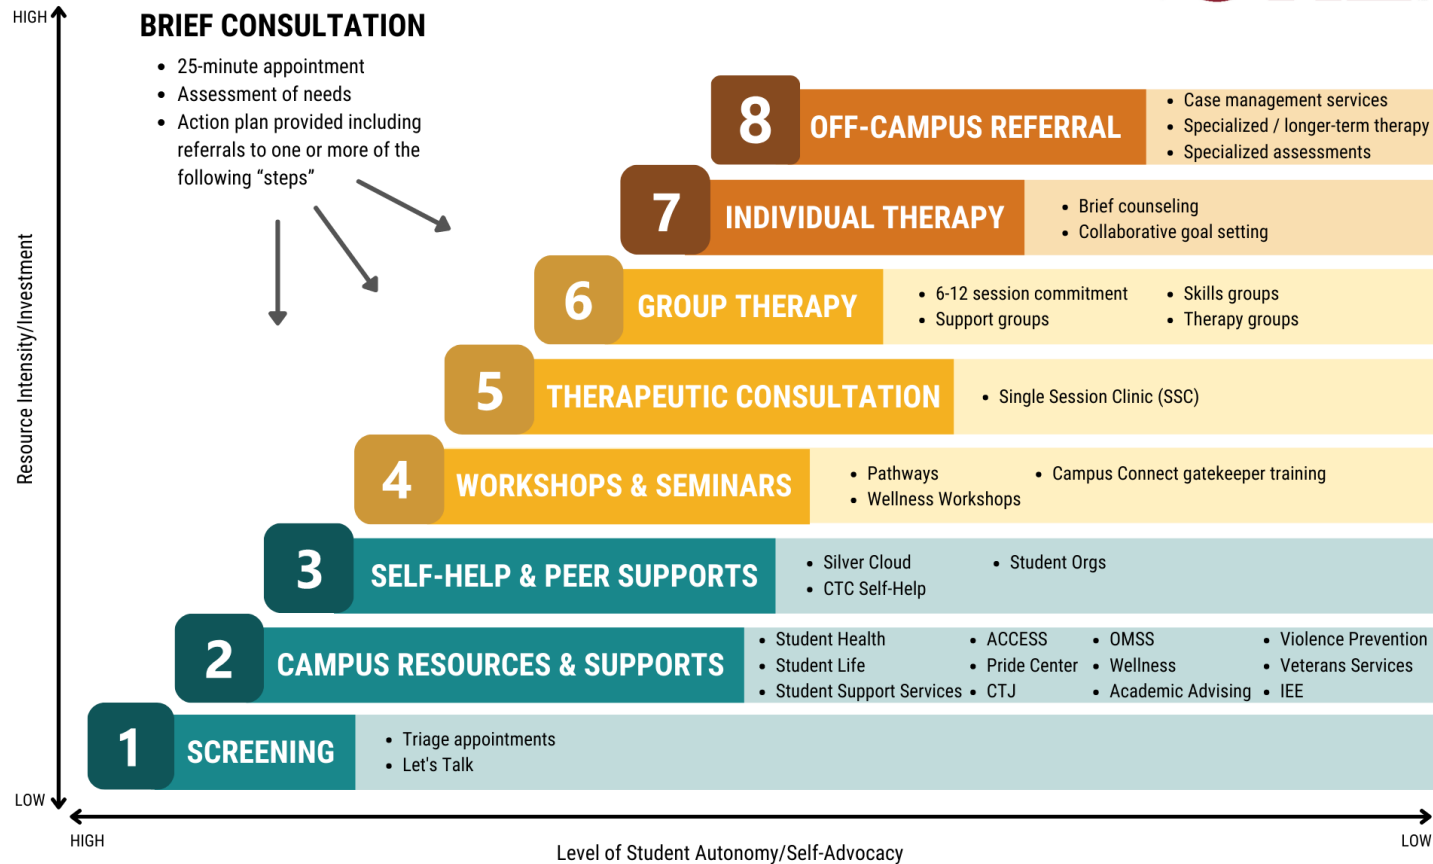 HIGH
BRIEF CONSULTATION
• 25-minute appointment
• Assessment of needs
• Action plan provided including
referrals to one or more of the
following “steps”
Resource Intensity/Investment
8
OFF-CAMPUS REFERRAL
• Case management services
• Specialized / longer-term therapy
• Specialized assessments
7
INDIVIDUAL THERAPY
• Brief counseling
• Collaborative goal setting
6
GROUP THERAPY
• 6-12 session commitment
• Support groups
• Skills groups
• Therapy groups
5
THERAPEUTIC CONSULTATION
• Single Session Clinic (SSC)
4
WORKSHOPS & SEMINARS
• Pathways
• Wellness Workshops
• Campus Connect gatekeeper training
3
SELF-HELP & PEER SUPPORTS
• Silver Cloud
• CTC Self-Help
• Student Orgs
2
CAMPUS RESOURCES & SUPPORTS
• Student Health
• Student Life
• Student Support Services
• ACCESS
• Pride Center
• CTJ
• OMSS
• Wellness
• Academic Advising
• Violence Prevention
• Veterans Services
• IEE
1
SCREENING
• Triage appointments
• Let's Talk
LOW
HIGH
Level of Student Autonomy/Self-Advocacy
LOW